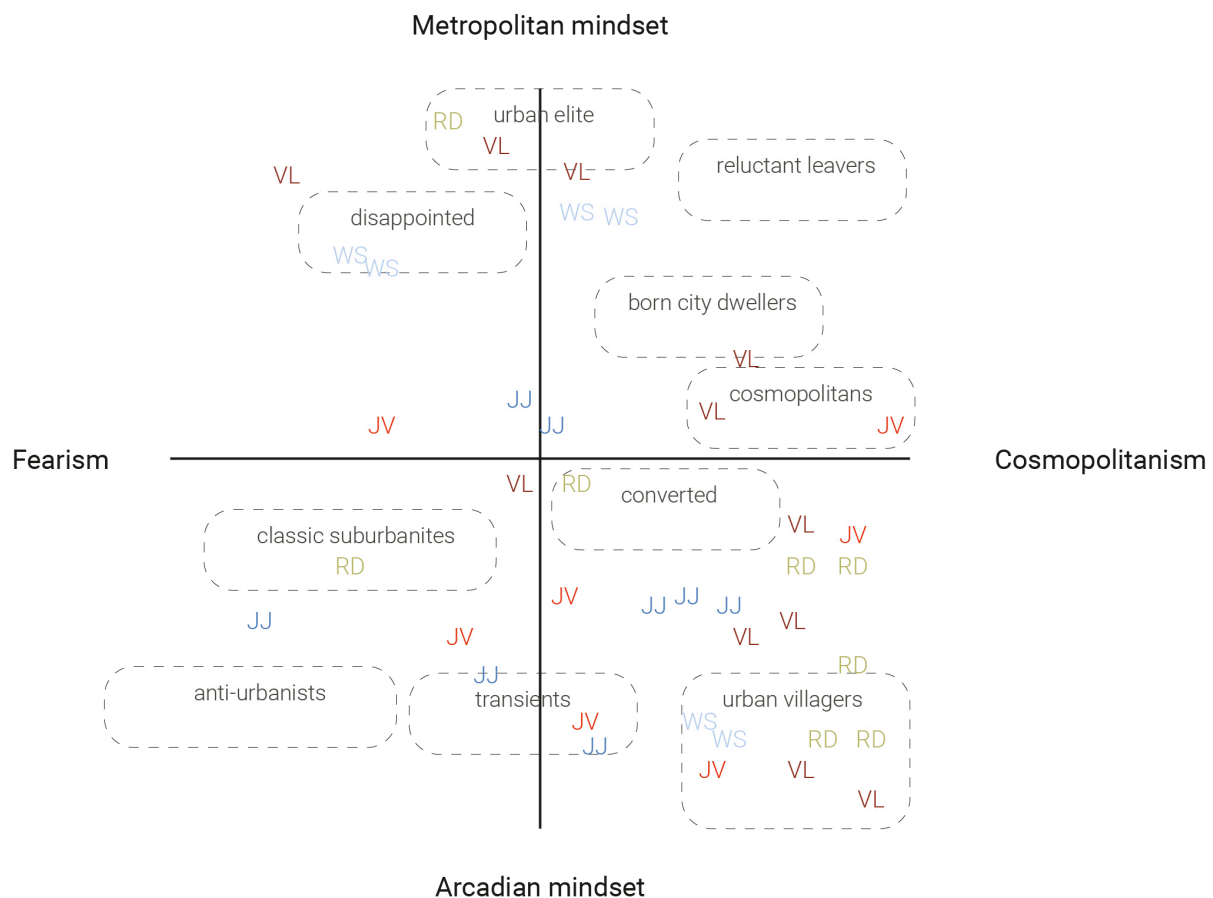 Metropolitan mindset
urban elite
RD
VL
reluctant leavers
VL
VL
disappointed
WS
WS
WS
WS
born city dwellers
VL
cosmopolitans
JJ
VL
JV
JJ
JV
Fearism
Cosmopolitanism
VL
RD
converted
VL
classic suburbanites
JV
RD
RD
RD
JV
JJ
JJ
JJ
JJ
VL
JV
VL
RD
JJ
anti-urbanists
transients
urban villagers
JV
WS
JJ
WS
RD
RD
JV
VL
VL
Arcadian mindset